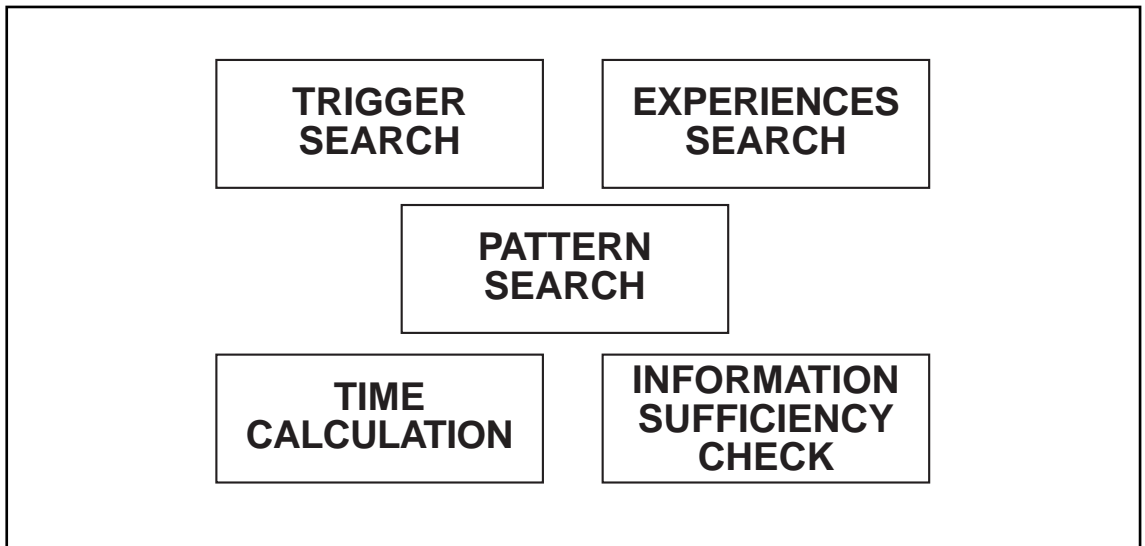 TRIGGER
SEARCH
EXPERIENCES
SEARCH
PATTERN
SEARCH
TIME
CALCULATION
INFORMATION
SUFFICIENCY
CHECK